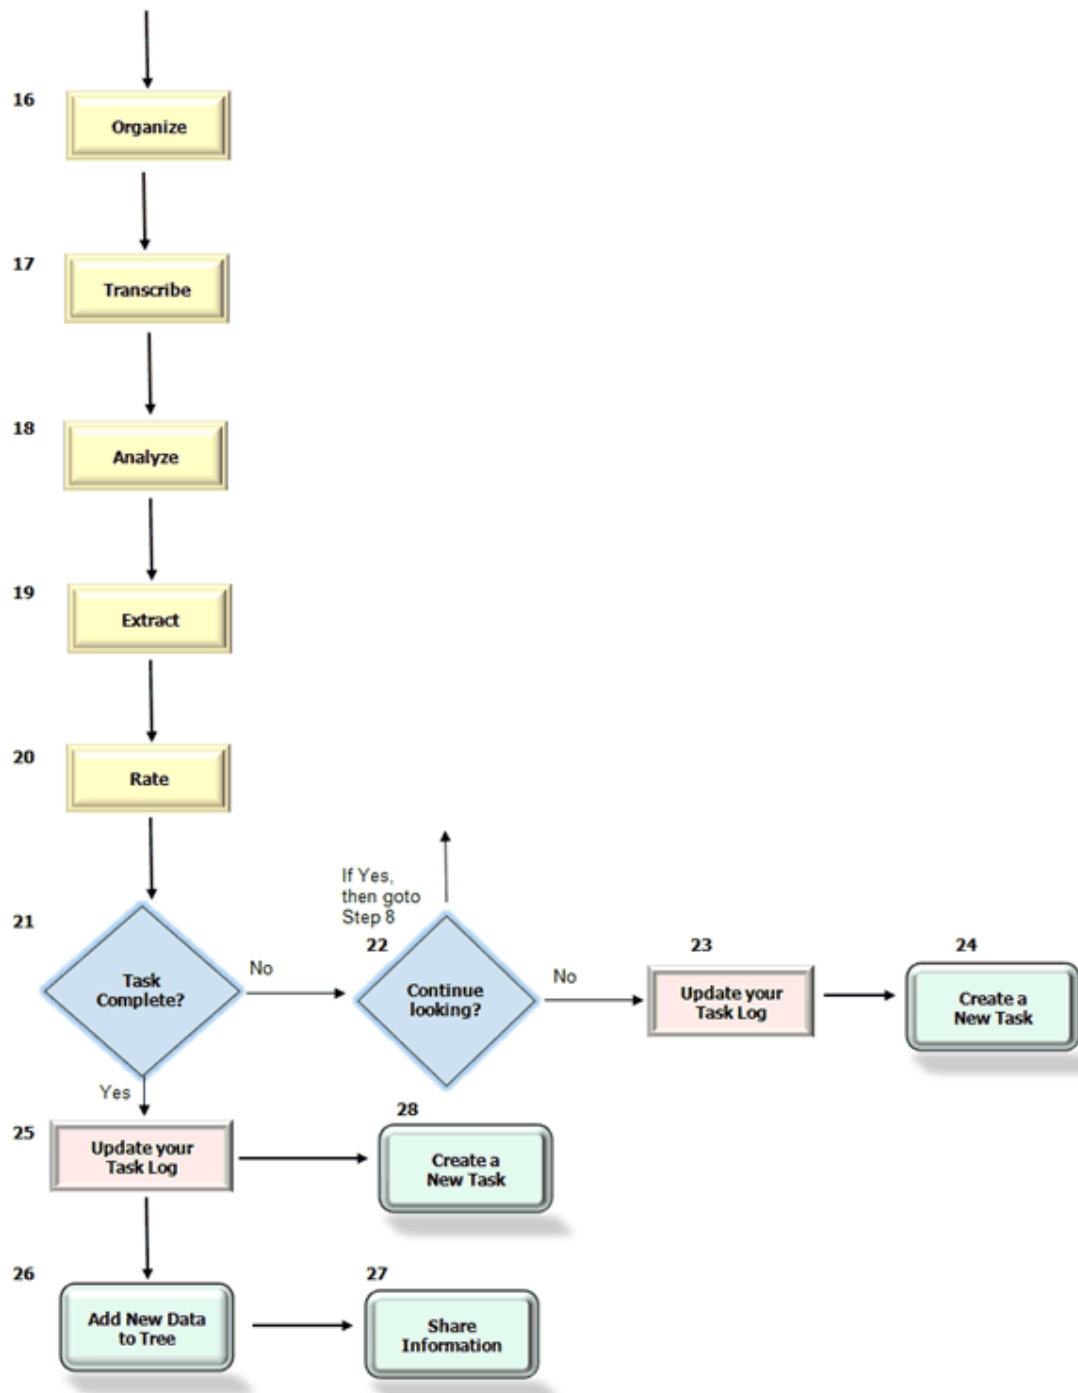 16
Organize
17
Transcribe
18
Analyze
19
Extract
20
Rate
21
Task
Complete?
No
If Yes,
then goto
Step 8
22
Continue
looking?
No
23
Update your
Task Log
24
Create a
New Task
Yes
25
Update your
Task Log
28
Create a
New Task
26
Add New Data
to Tree
27
Share
Information